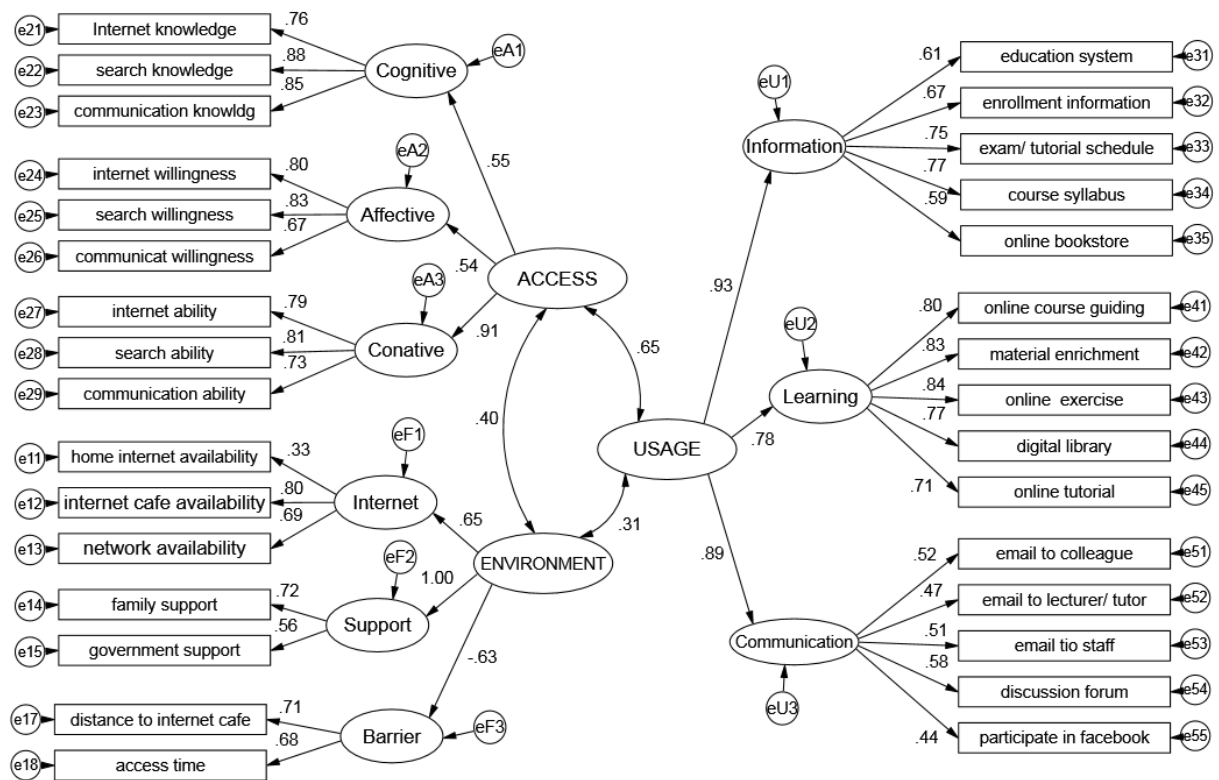 e21
Internet knowledge
.76
e22
search knowledge
.88
e23
communication knowldg
.85
Cognitive
eA1
.55
e24
internet willingness
.80
e25
search willingness
.83
e26
communicat willingness
.67
Affective
eA2
.54
e27
internet ability
.79
e28
search ability
.81
e29
communication ability
.73
Conative
eA3
.91
ACCESS
.65
.40
e11
home internet availability
.33
e12
internet cafe availability
.80
e13
network availability
.69
Internet
eF1
.65
e14
family support
.72
e15
government support
.56
Support
eF2
1.00
ENVIRONMENT
.31
-.63
e17
distance to internet cafe
.71
e18
access time
.68
Barrier
eF3
USAGE
.93
eU1
Information
.61
education system
e31
.67
enrollment information
e32
.75
exam/ tutorial schedule
e33
.77
course syllabus
e34
.59
online bookstore
e35
.78
eU2
Learning
.80
online course guiding
e41
.83
material enrichment
e42
.84
online exercise
e43
.77
digital library
e44
.71
online tutorial
e45
.89
Communication
eU3
.52
email to colleague
e51
.47
email to lecturer/ tutor
e52
.51
email tio staff
e53
.58
discussion forum
e54
.44
participate in facebook
e55